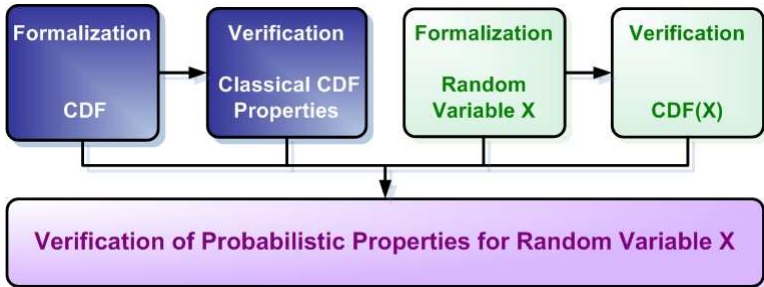 Formalization
CDF
Verification
Classical CDF
Properties
Formalization
Random
Variable X
Verification
CDF(X)
Verification of Probabilistic Properties for Random Variable X